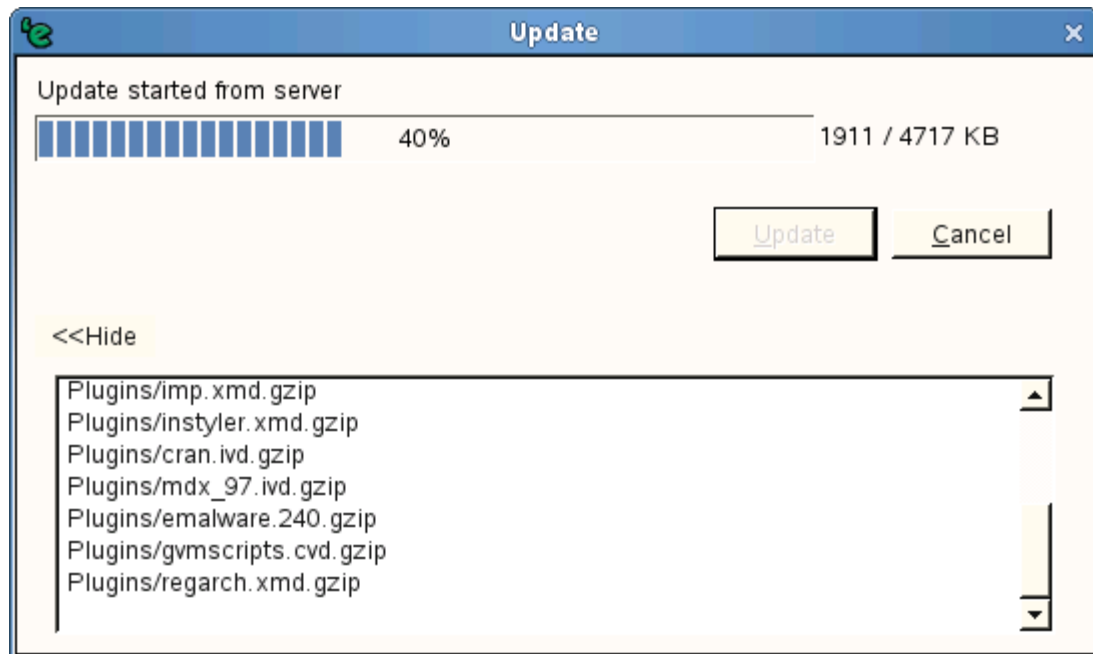 Update
Update started from server
40%
1911 / 4717 KB
Update
Cancel
<<Hide
Plugins/imp.xmd.gzip
Plugins/instyler.xmd.gzip
Plugins/cran.ivd.gzip
Plugins/mdx_97.ivd.gzip
Plugins/emalware.240.gzip
Plugins/gvmscripts.cvd.gzip
Plugins/regarch.xmd.gzip